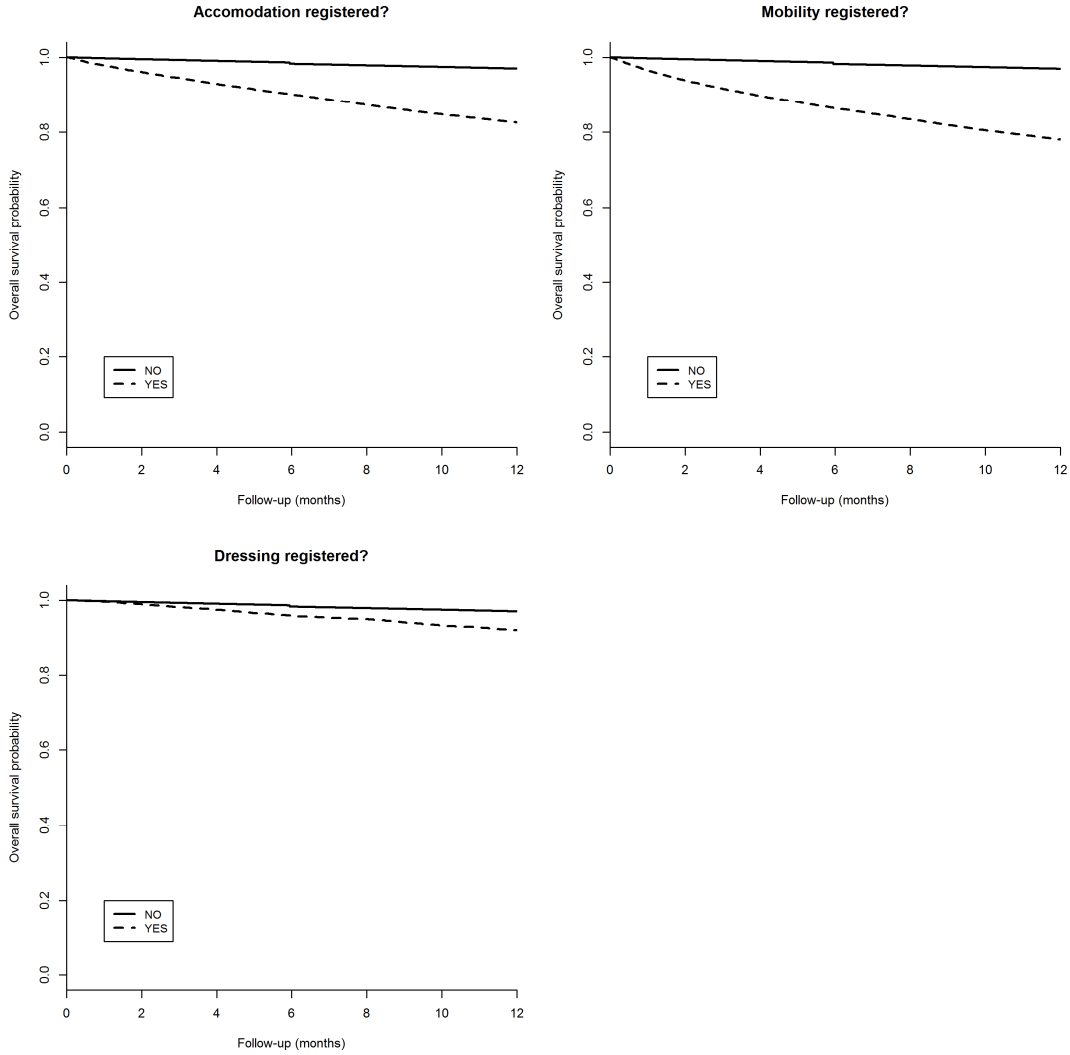 Accomodation registered?
Overall survival probability
1.0
0.8
0.6
0.4
0.2
0.0
NO
YES
0 2 4 6 8 10 12
Follow-up (months)
Mobility registered?
Overall survival probability
1.0
0.8
0.6
0.4
0.2
0.0
NO
YES
0 2 4 6 8 10 12
Follow-up (months)
Dressing registered?
Overall survival probability
1.0
0.8
0.6
0.4
0.2
0.0
NO
YES
0 2 4 6 8 10 12
Follow-up (months)